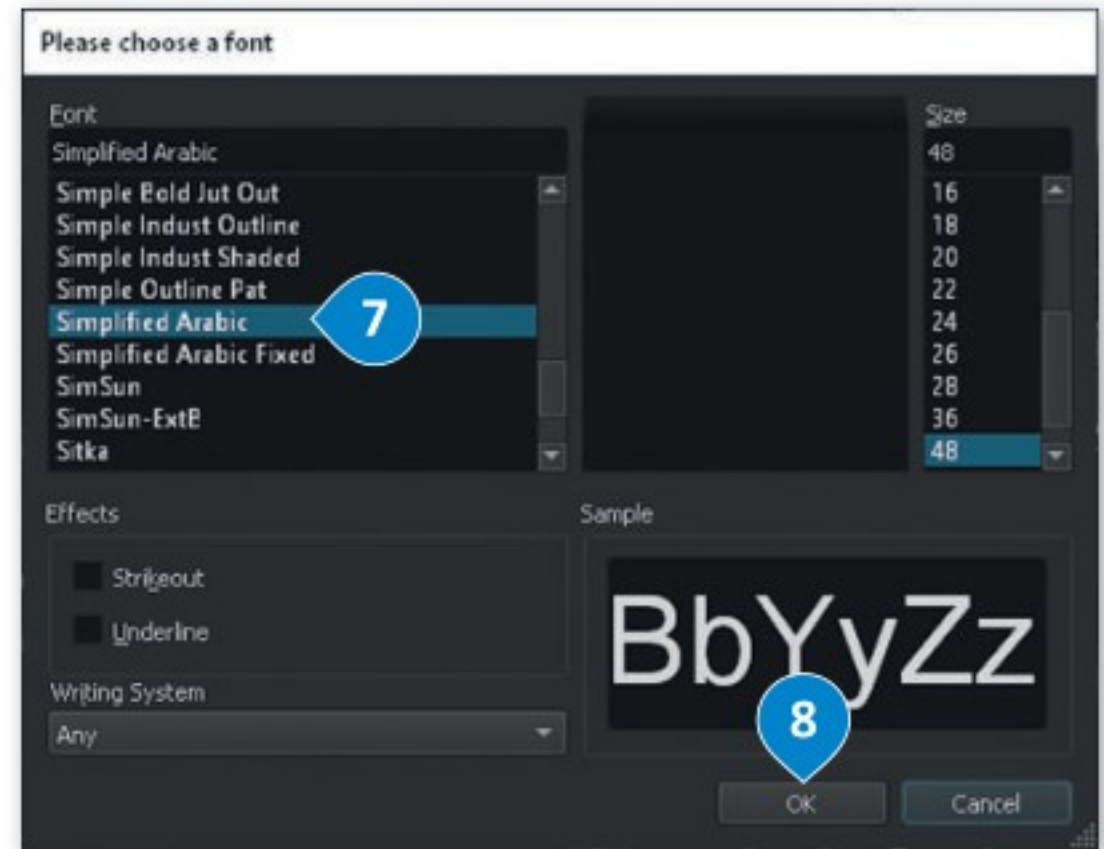 Please choose a font
Font
Size
Simplified Arabic
48
Simple Bold Jut Out
Simple Indust Outline
Simple Indust Shaded
Simple Outline Pat
Simplified Arabic
Simplified Arabic Fixed
SimSun
SimSun-ExtB
Sitka
16
18
20
22
24
26
28
36
48
7
Effects
Strikeout
Underline
Writing System
Any
Sample
BbYyZz
8
OK
Cancel